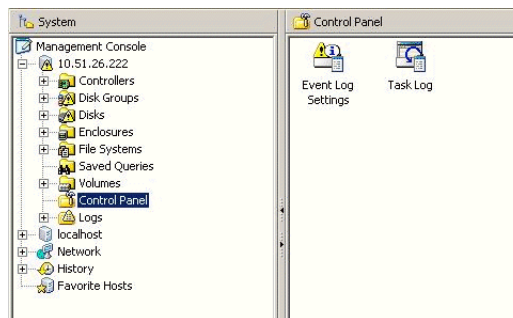 System
Management Console
10.51.26.222
Controllers
Disk Groups
Disks
Enclosures
File Systems
Saved Queries
Volumes
Control Panel
Logs
localhost
Network
History
Favorite Hosts
Control Panel
Event Log
Settings
Task Log